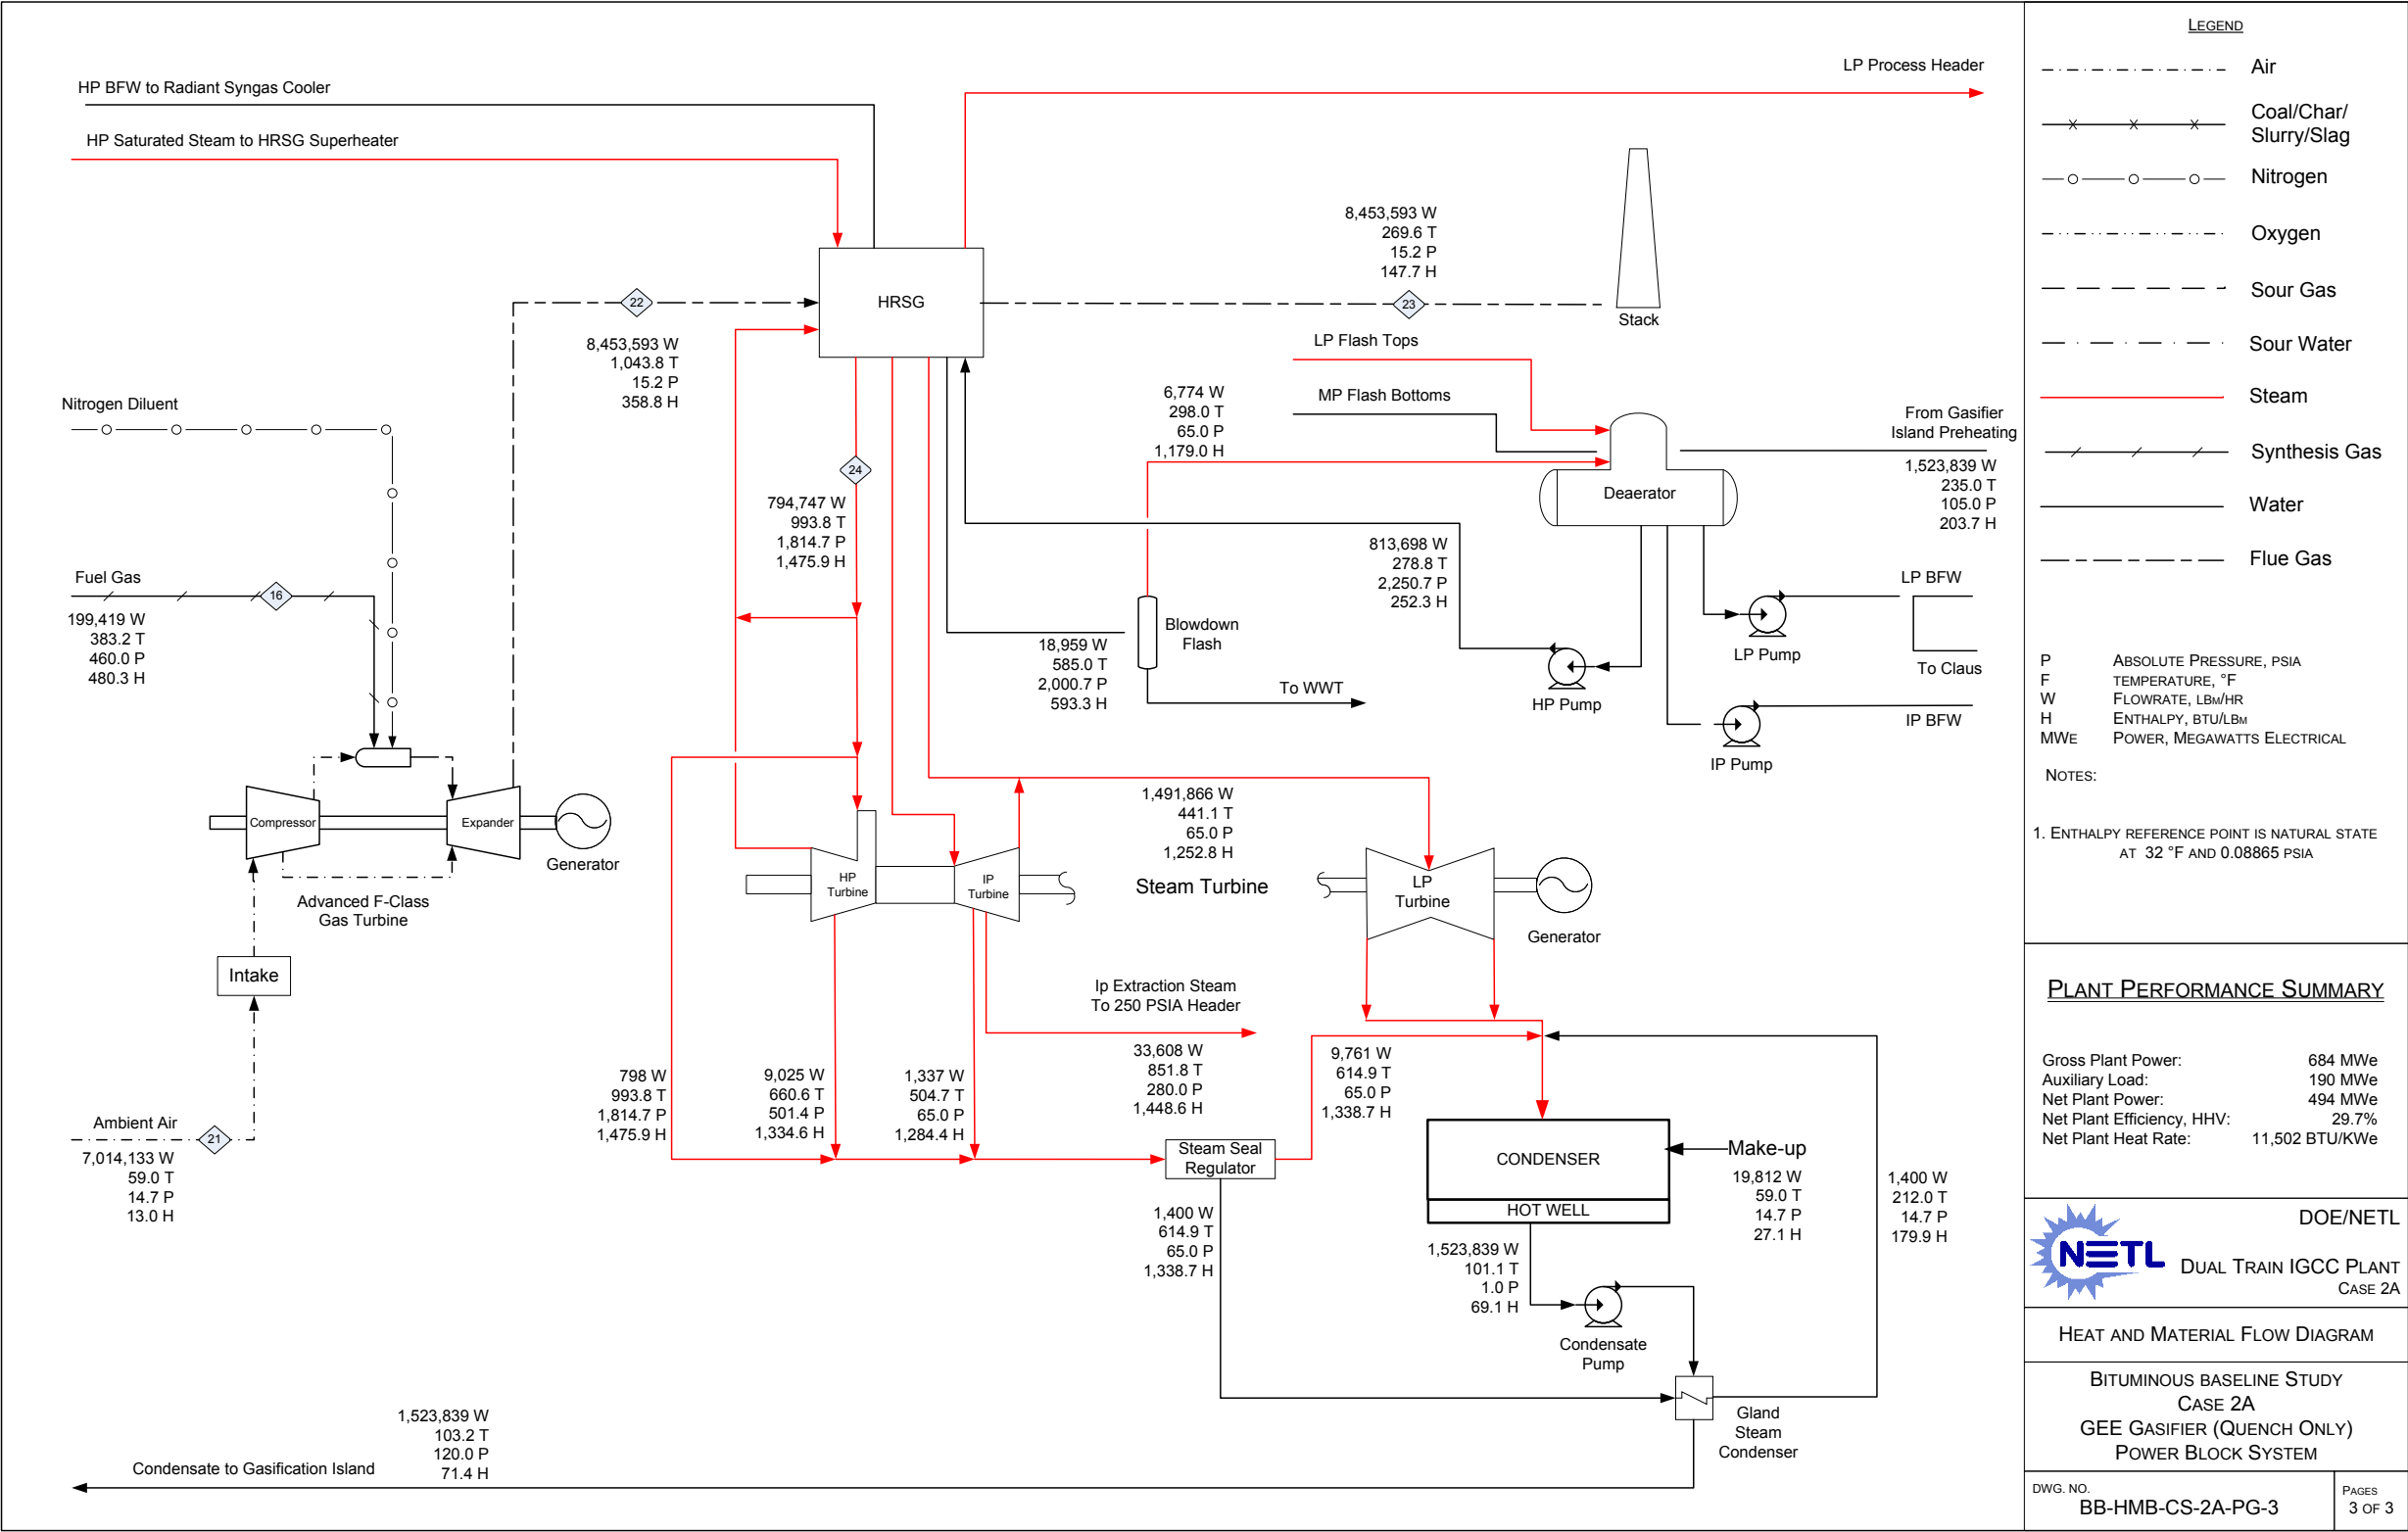 HP BFW to Radiant Syngas Cooler
HP Saturated Steam to HRSG Superheater
LP Process Header
HRSG
8,453,593 W
269.6 T
15.2 P
147.7 H
23
Stack
22
8,453,593 W
1,043.8 T
15.2 P
358.8 H
Nitrogen Diluent
Fuel Gas
16
199,419 W
383.2 T
460.0 P
480.3 H
Compressor
Expander
Generator
Advanced F-Class
Gas Turbine
Intake
Ambient Air
21
7,014,133 W
59.0 T
14.7 P
13.0 H
24
794,747 W
993.8 T
1,814.7 P
1,475.9 H
LP Flash Tops
MP Flash Bottoms
6,774 W
298.0 T
65.0 P
1,179.0 H
From Gasifier
Island Preheating
1,523,839 W
235.0 T
105.0 P
203.7 H
Deaerator
813,698 W
278.8 T
2,250.7 P
252.3 H
LP BFW
LP Pump
To Claus
HP Pump
IP BFW
IP Pump
Blowdown
Flash
18,959 W
585.0 T
2,000.7 P
593.3 H
To WWT
1,491,866 W
441.1 T
65.0 P
1,252.8 H
HP
Turbine
IP
Turbine
Steam Turbine
LP
Turbine
Generator
Ip Extraction Steam
To 250 PSIA Header
33,608 W
851.8 T
280.0 P
1,448.6 H
798 W
993.8 T
1,814.7 P
1,475.9 H
9,025 W
660.6 T
501.4 P
1,334.6 H
1,337 W
504.7 T
65.0 P
1,284.4 H
9,761 W
614.9 T
65.0 P
1,338.7 H
Steam Seal
Regulator
1,400 W
614.9 T
65.0 P
1,338.7 H
CONDENSER
HOT WELL
Make-up
19,812 W
59.0 T
14.7 P
27.1 H
1,400 W
212.0 T
14.7 P
179.9 H
1,523,839 W
101.1 T
1.0 P
69.1 H
Condensate
Pump
Gland
Steam
Condenser
1,523,839 W
103.2 T
120.0 P
71.4 H
Condensate to Gasification Island
LEGEND
Air
Coal/Char/
Slurry/Slag
Nitrogen
Oxygen
Sour Gas
Sour Water
Steam
Synthesis Gas
Water
Flue Gas
P ABSOLUTE PRESSURE, PSIA
F TEMPERATURE, °F
W FLOWRATE, LBM/HR
H ENTHALPY, BTU/LBM
MWE POWER, MEGAWATTS ELECTRICAL
NOTES:
1. ENTHALPY REFERENCE POINT IS NATURAL STATE
AT 32 °F AND 0.08865 PSIA
PLANT PERFORMANCE SUMMARY
Gross Plant Power: 684 MWe
Auxiliary Load: 190 MWe
Net Plant Power: 494 MWe
Net Plant Efficiency, HHV: 29.7%
Net Plant Heat Rate: 11,502 BTU/KWe
NETL
DOE/NETL
DUAL TRAIN IGCC PLANT
CASE 2A
HEAT AND MATERIAL FLOW DIAGRAM
BITUMINOUS BASELINE STUDY
CASE 2A
GEE GASIFIER (QUENCH ONLY)
POWER BLOCK SYSTEM
DWG. NO.
BB-HMB-CS-2A-PG-3
PAGES
3 OF 3